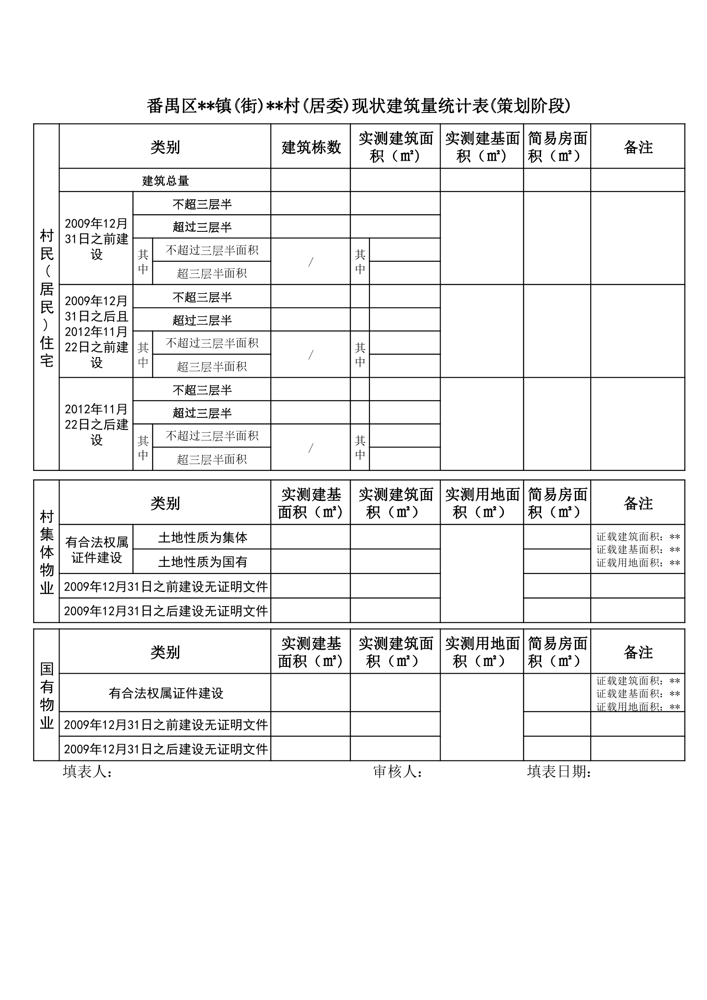 番禺区**镇(街)**村(居委)现状建筑量统计表(策划阶段)
村民(居民)住宅
类别
建筑栋数
实测建筑面
积（㎡）
实测建基面
积（㎡）
简易房面
积（㎡）
备注
建筑总量
2009年12月
31日之前建
设
不超三层半
超过三层半
其
中
不超过三层半面积
超三层半面积
/
其
中
2009年12月
31日之后且
2012年11月
22日之前建
设
不超三层半
超过三层半
其
中
不超过三层半面积
超三层半面积
/
其
中
2012年11月
22日之后建
设
不超三层半
超过三层半
其
中
不超过三层半面积
超三层半面积
/
其
中
村集体物业
类别
实测建基
面积（㎡）
实测建筑面
积（㎡）
实测用地面
积（㎡）
简易房面
积（㎡）
备注
有合法权属
证件建设
土地性质为集体
土地性质为国有
证载建筑面积：**
证载建基面积：**
证载用地面积：**
2009年12月31日之前建设无证明文件
2009年12月31日之后建设无证明文件
国有物业
类别
实测建基
面积（㎡）
实测建筑面
积（㎡）
实测用地面
积（㎡）
简易房面
积（㎡）
备注
有合法权属证件建设
证载建筑面积：**
证载建基面积：**
证载用地面积：**
2009年12月31日之前建设无证明文件
2009年12月31日之后建设无证明文件
填表人：
审核人：
填表日期：